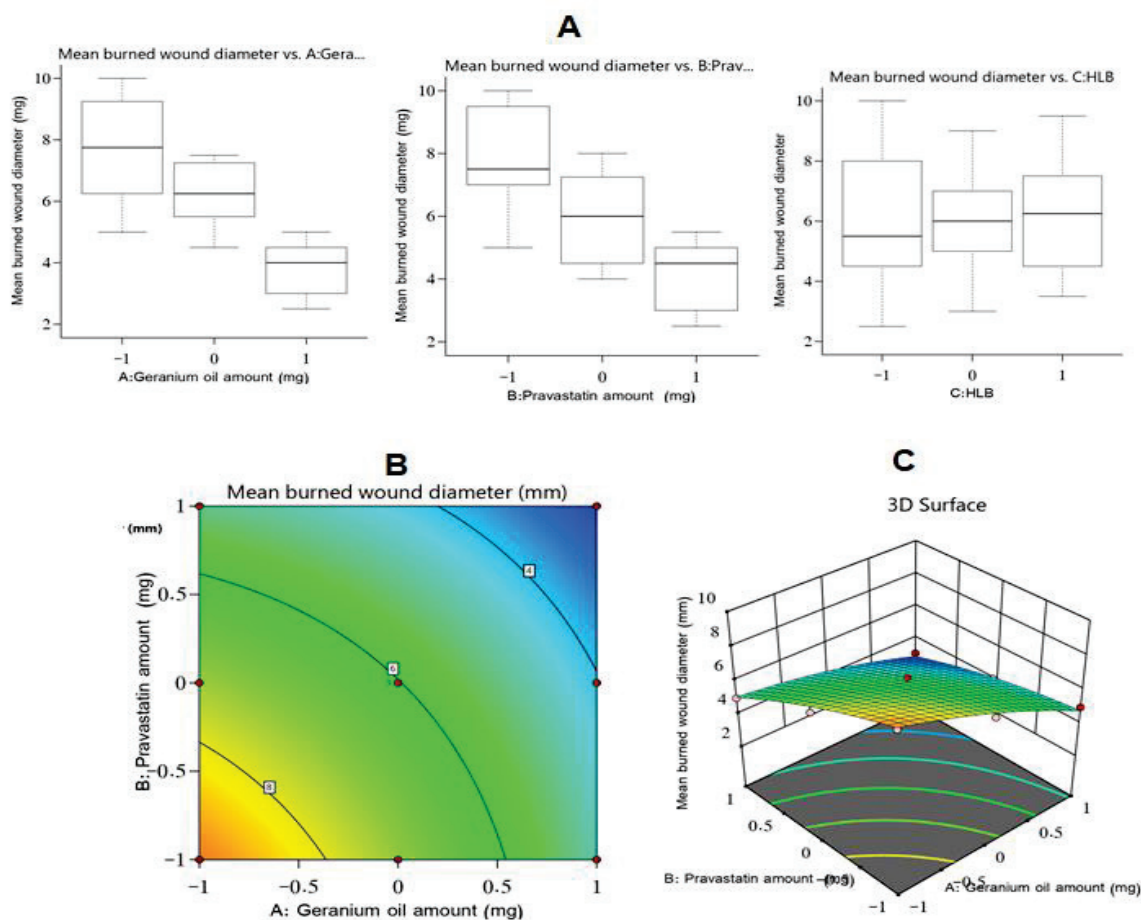 A
Mean burned wound diameter vs. A:Gera...
Mean burned wound diameter (mg)
10
8
6
4
2
−1
0
1
A:Geranium oil amount (mg)
Mean burned wound diameter vs. B:Prav...
Mean burned wound diameter (mg)
10
8
6
4
2
−1
0
1
B:Pravastatin amount (mg)
Mean burned wound diameter vs. C:HLB
Mean burned wound diameter
10
8
6
4
2
−1
0
1
C:HLB
B
Mean burned wound diameter (mm)
(mm)
B: Pravastatin amount (mg)
1
0.5
0
−0.5
−1
4
6
8
−1
−0.5
0
0.5
1
A: Geranium oil amount (mg)
C
3D Surface
Mean burned wound diameter (mm)
10
8
6
4
2
1
0.5
0
−1
B: Pravastatin amount
1
0.5
0
−0.5
−1
A: Geranium oil amount (mg)